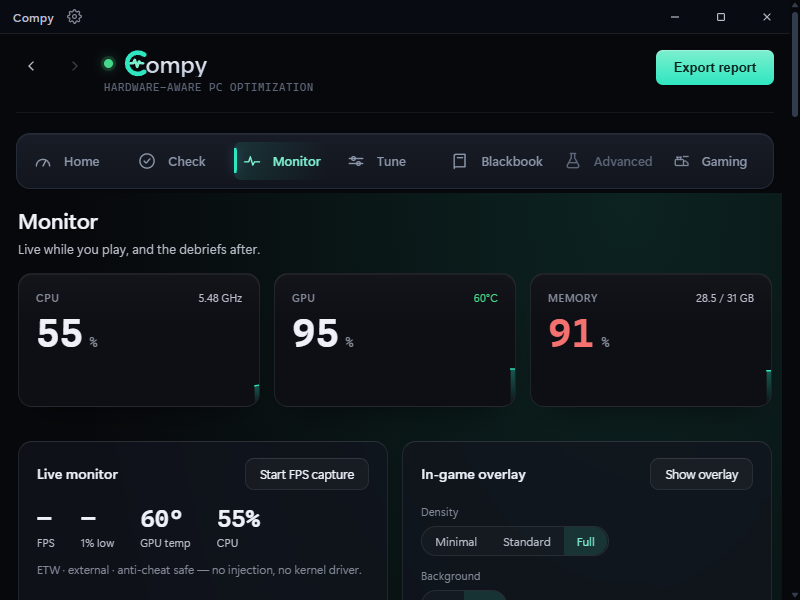 Compy
Compy
HARDWARE-AWARE PC OPTIMIZATION
Export report
Home Check Monitor Tune Blackbook Advanced Gaming
Monitor
Live while you play, and the debriefs after.
CPU 5.48 GHz
55 %
GPU 60°C
95 %
MEMORY 28.5 / 31 GB
91 %
Live monitor
Start FPS capture
– – 60° 55%
FPS 1% low GPU temp CPU
ETW · external · anti-cheat safe — no injection, no kernel driver.
In-game overlay
Show overlay
Density
Minimal Standard Full
Background